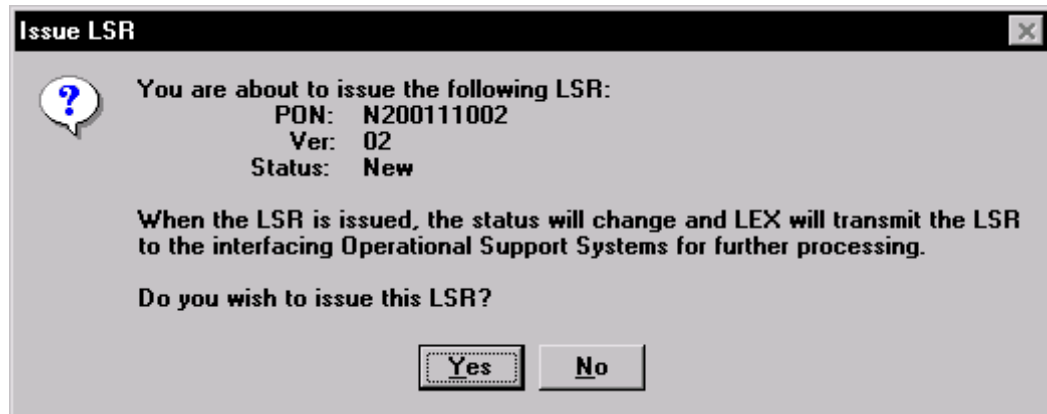 Issue LSR
You are about to issue the following LSR:
PON: N200111002
Ver: 02
Status: New
When the LSR is issued, the status will change and LEX will transmit the LSR
to the interfacing Operational Support Systems for further processing.
Do you wish to issue this LSR?
Yes No